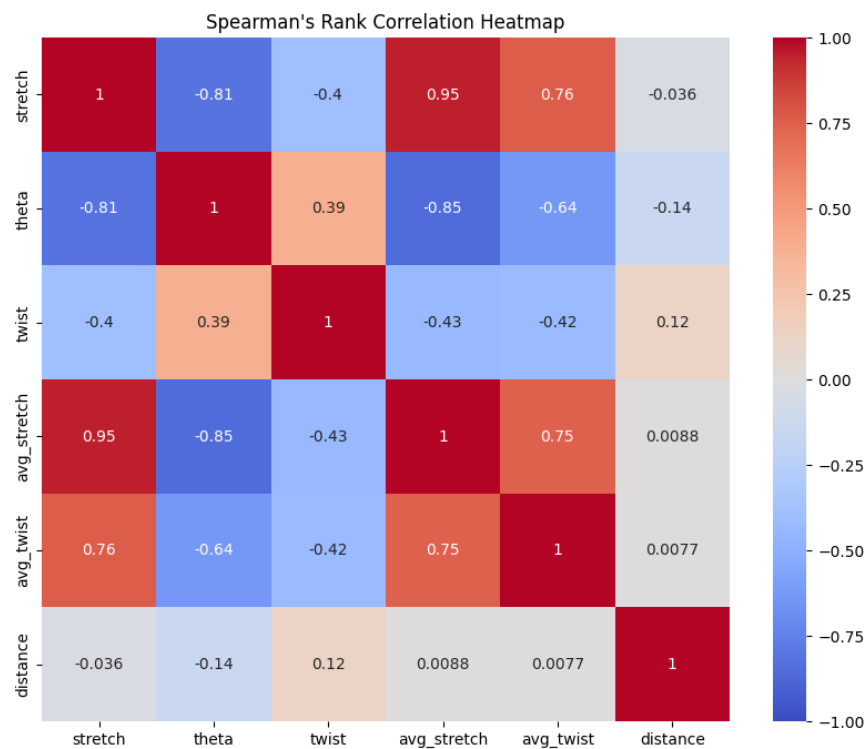 Spearman's Rank Correlation Heatmap
stretch 1 -0.81 -0.4 0.95 0.76 -0.036
theta -0.81 1 0.39 -0.85 -0.64 -0.14
twist -0.4 0.39 1 -0.43 -0.42 0.12
avg_stretch 0.95 -0.85 -0.43 1 0.75 0.0088
avg_twist 0.76 -0.64 -0.42 0.75 1 0.0077
distance -0.036 -0.14 0.12 0.0088 0.0077 1
stretch theta twist avg_stretch avg_twist distance
1.00
0.75
0.50
0.25
0.00
−0.25
−0.50
−0.75
−1.00